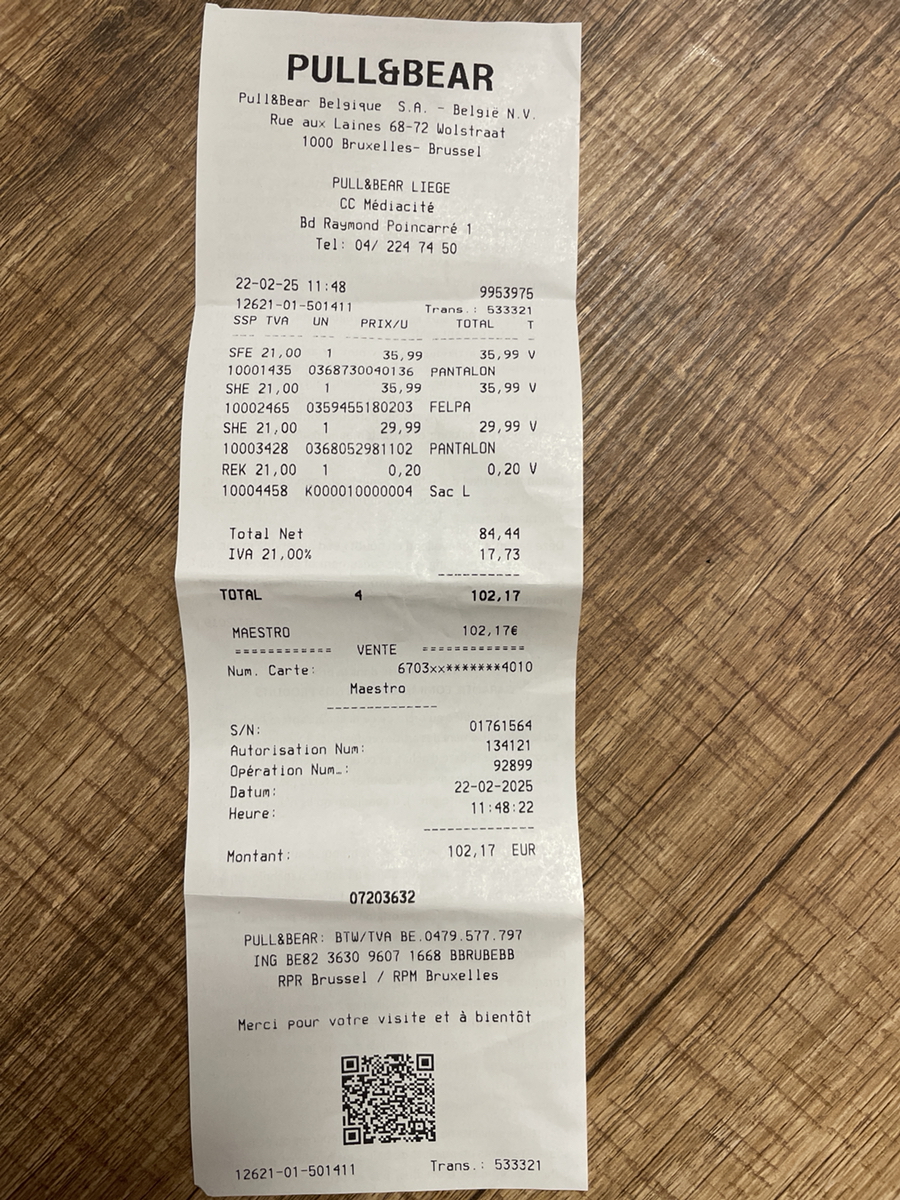 PULL&BEAR
Pull&Bear Belgique S.A. - België N.V.
Rue aux Laines 68-72 Wolstraat
1000 Bruxelles- Brussel
PULL&BEAR LIEGE
CC Médiacité
Bd Raymond Poincarré 1
Tel: 04/ 224 74 50
22-02-25 11:48 9953975
12621-01-501411 Trans.: 533321
SSP TVA UN PRIX/U TOTAL T
SFE 21,00 1 35,99 35,99 V
10001435 0368730040136 PANTALON
SHE 21,00 1 35,99 35,99 V
10002465 0359455180203 FELPA
SHE 21,00 1 29,99 29,99 V
10003428 0368052981102 PANTALON
REK 21,00 1 0,20 0,20 V
10004458 K000010000004 Sac L
Total Net 84,44
IVA 21,00% 17,73
----------
TOTAL 4 102,17
MAESTRO 102,17€
============ VENTE ============
Num. Carte: 6703xx*******4010
Maestro
--------------
S/N: 01761564
Autorisation Num: 134121
Opération Num_: 92899
Datum: 22-02-2025
Heure: 11:48:22
--------------
Montant: 102,17 EUR
07203632
PULL&BEAR: BTW/TVA BE.0479.577.797
ING BE82 3630 9607 1668 BBRUBEBB
RPR Brussel / RPM Bruxelles
Merci pour votre visite et à bientôt
12621-01-501411 Trans.: 533321